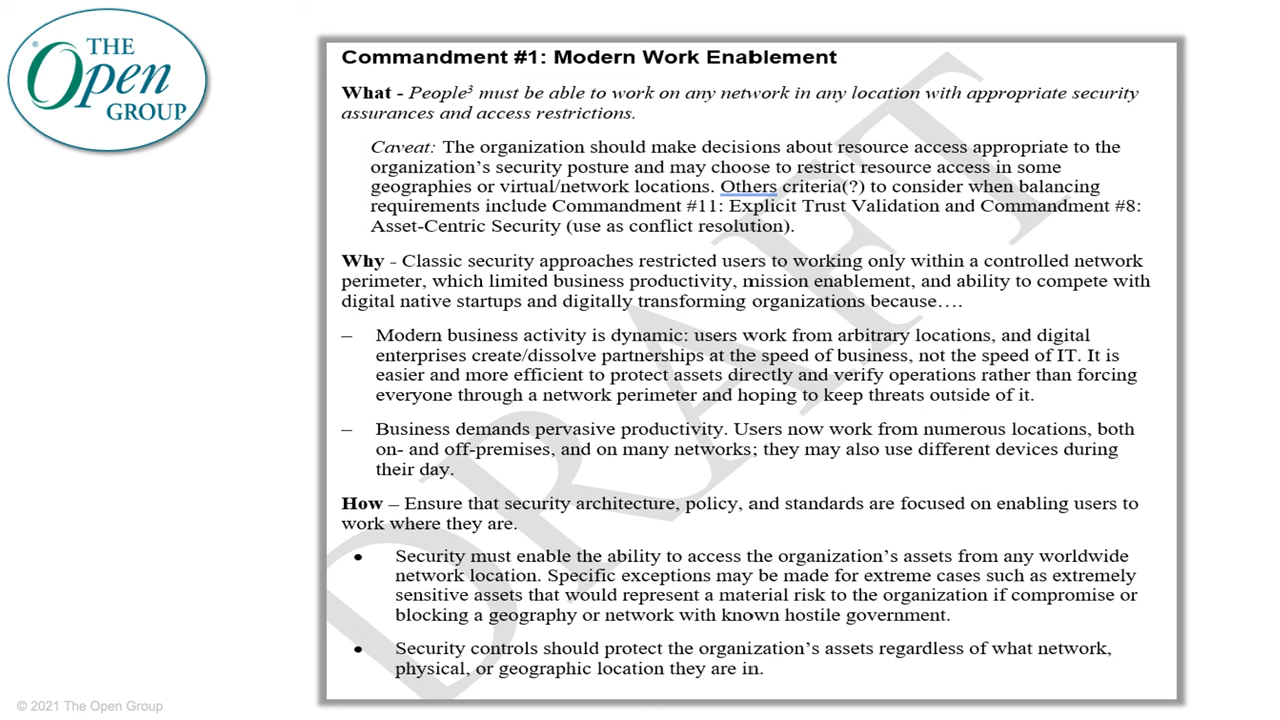 THE
Open
GROUP
®
Commandment #1: Modern Work Enablement
What - People³ must be able to work on any network in any location with appropriate security
assurances and access restrictions.
Caveat: The organization should make decisions about resource access appropriate to the
organization’s security posture and may choose to restrict resource access in some
geographies or virtual/network locations. Others criteria(?) to consider when balancing
requirements include Commandment #11: Explicit Trust Validation and Commandment #8:
Asset-Centric Security (use as conflict resolution).
Why - Classic security approaches restricted users to working only within a controlled network
perimeter, which limited business productivity, mission enablement, and ability to compete with
digital native startups and digitally transforming organizations because….
– Modern business activity is dynamic: users work from arbitrary locations, and digital
enterprises create/dissolve partnerships at the speed of business, not the speed of IT. It is
easier and more efficient to protect assets directly and verify operations rather than forcing
everyone through a network perimeter and hoping to keep threats outside of it.
– Business demands pervasive productivity. Users now work from numerous locations, both
on- and off-premises, and on many networks; they may also use different devices during
their day.
How – Ensure that security architecture, policy, and standards are focused on enabling users to
work where they are.
• Security must enable the ability to access the organization’s assets from any worldwide
network location. Specific exceptions may be made for extreme cases such as extremely
sensitive assets that would represent a material risk to the organization if compromise or
blocking a geography or network with known hostile government.
• Security controls should protect the organization’s assets regardless of what network,
physical, or geographic location they are in.
DRAFT
© 2021 The Open Group